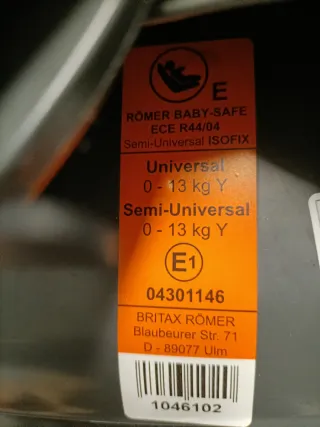 E
RÖMER BABY-SAFE
ECE R44/04
Semi-Universal ISOFIX
Universal
0 - 13 kg Y
Semi-Universal
0 - 13 kg Y
E1
04301146
BRITAX RÖMER
Blaubeurer Str. 71
D - 89077 Ulm
1046102